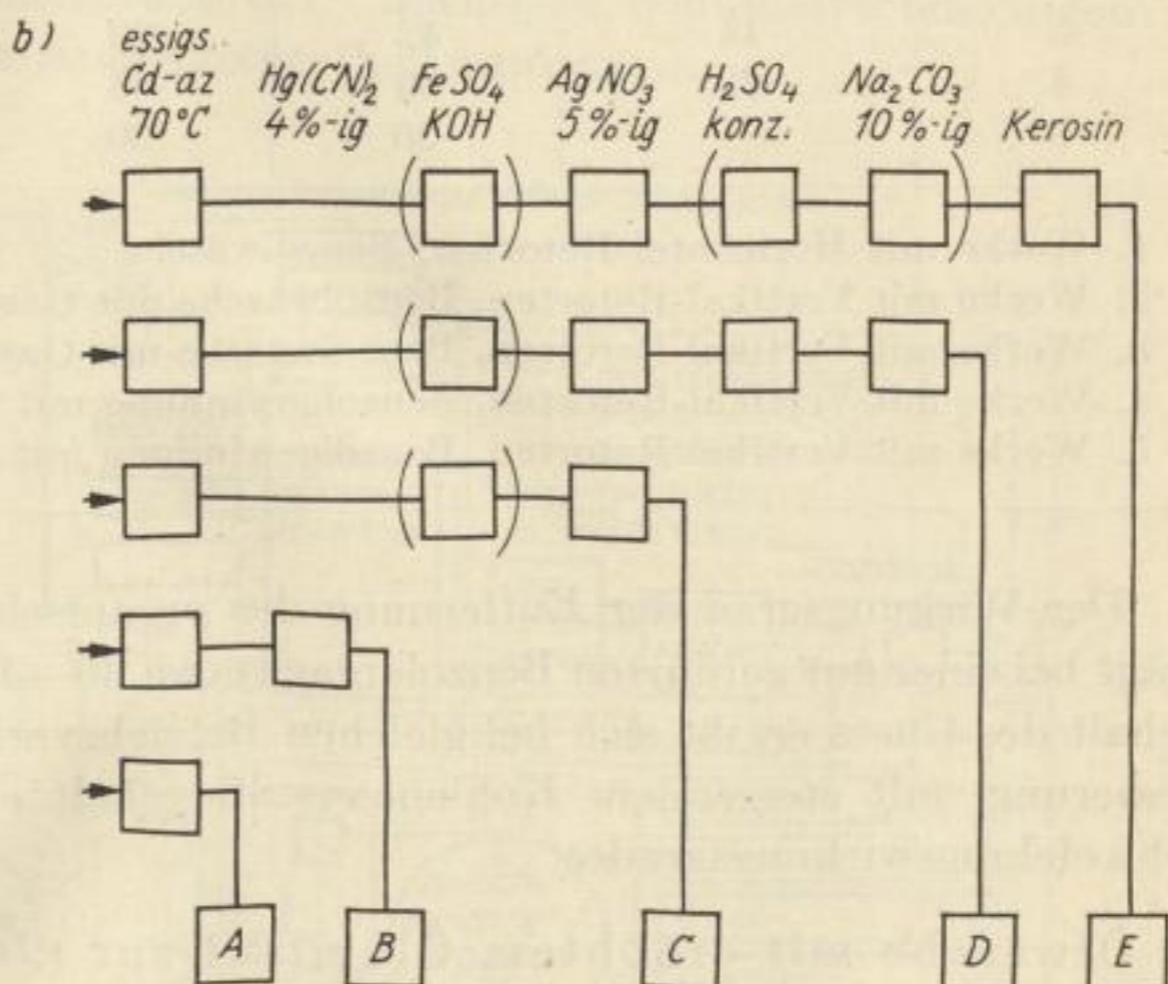 b)
essigs.
Cd-az Hg(CN)₂ FeSO₄ AgNO₃ H₂SO₄ Na₂CO₃
70°C 4%-ig KOH 5%-ig konz. 10%-ig Kerosin
A B C D E